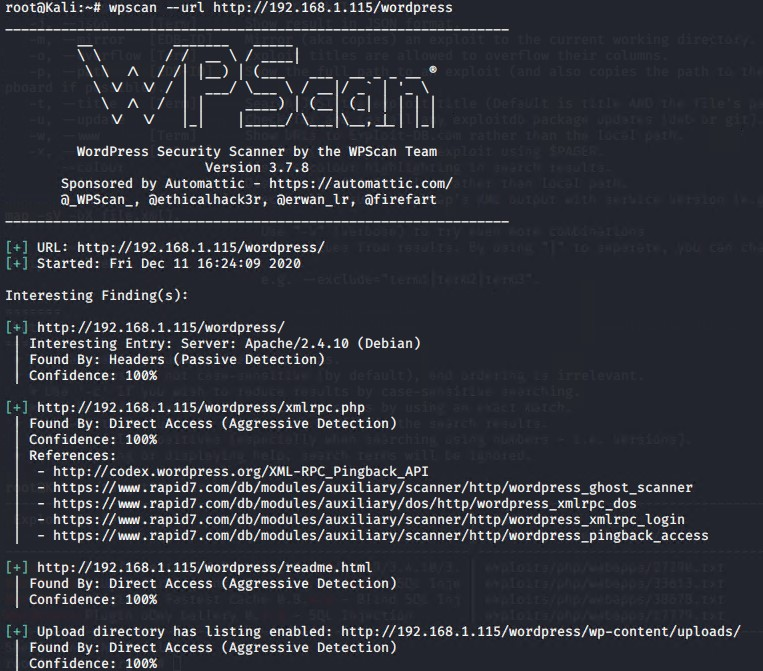 root@Kali:~# wpscan --url http://192.168.1.115/wordpress
WPScan ®
WordPress Security Scanner by the WPScan Team
Version 3.7.8
Sponsored by Automattic - https://automattic.com/
@_WPScan_, @ethicalhack3r, @erwan_lr, @firefart
[+] URL: http://192.168.1.115/wordpress/
[+] Started: Fri Dec 11 16:24:09 2020
Interesting Finding(s):
[+] http://192.168.1.115/wordpress/
| Interesting Entry: Server: Apache/2.4.10 (Debian)
| Found By: Headers (Passive Detection)
| Confidence: 100%
[+] http://192.168.1.115/wordpress/xmlrpc.php
| Found By: Direct Access (Aggressive Detection)
| Confidence: 100%
| References:
| - http://codex.wordpress.org/XML-RPC_Pingback_API
| - https://www.rapid7.com/db/modules/auxiliary/scanner/http/wordpress_ghost_scanner
| - https://www.rapid7.com/db/modules/auxiliary/dos/http/wordpress_xmlrpc_dos
| - https://www.rapid7.com/db/modules/auxiliary/scanner/http/wordpress_xmlrpc_login
| - https://www.rapid7.com/db/modules/auxiliary/scanner/http/wordpress_pingback_access
[+] http://192.168.1.115/wordpress/readme.html
| Found By: Direct Access (Aggressive Detection)
| Confidence: 100%
[+] Upload directory has listing enabled: http://192.168.1.115/wordpress/wp-content/uploads/
| Found By: Direct Access (Aggressive Detection)
| Confidence: 100%